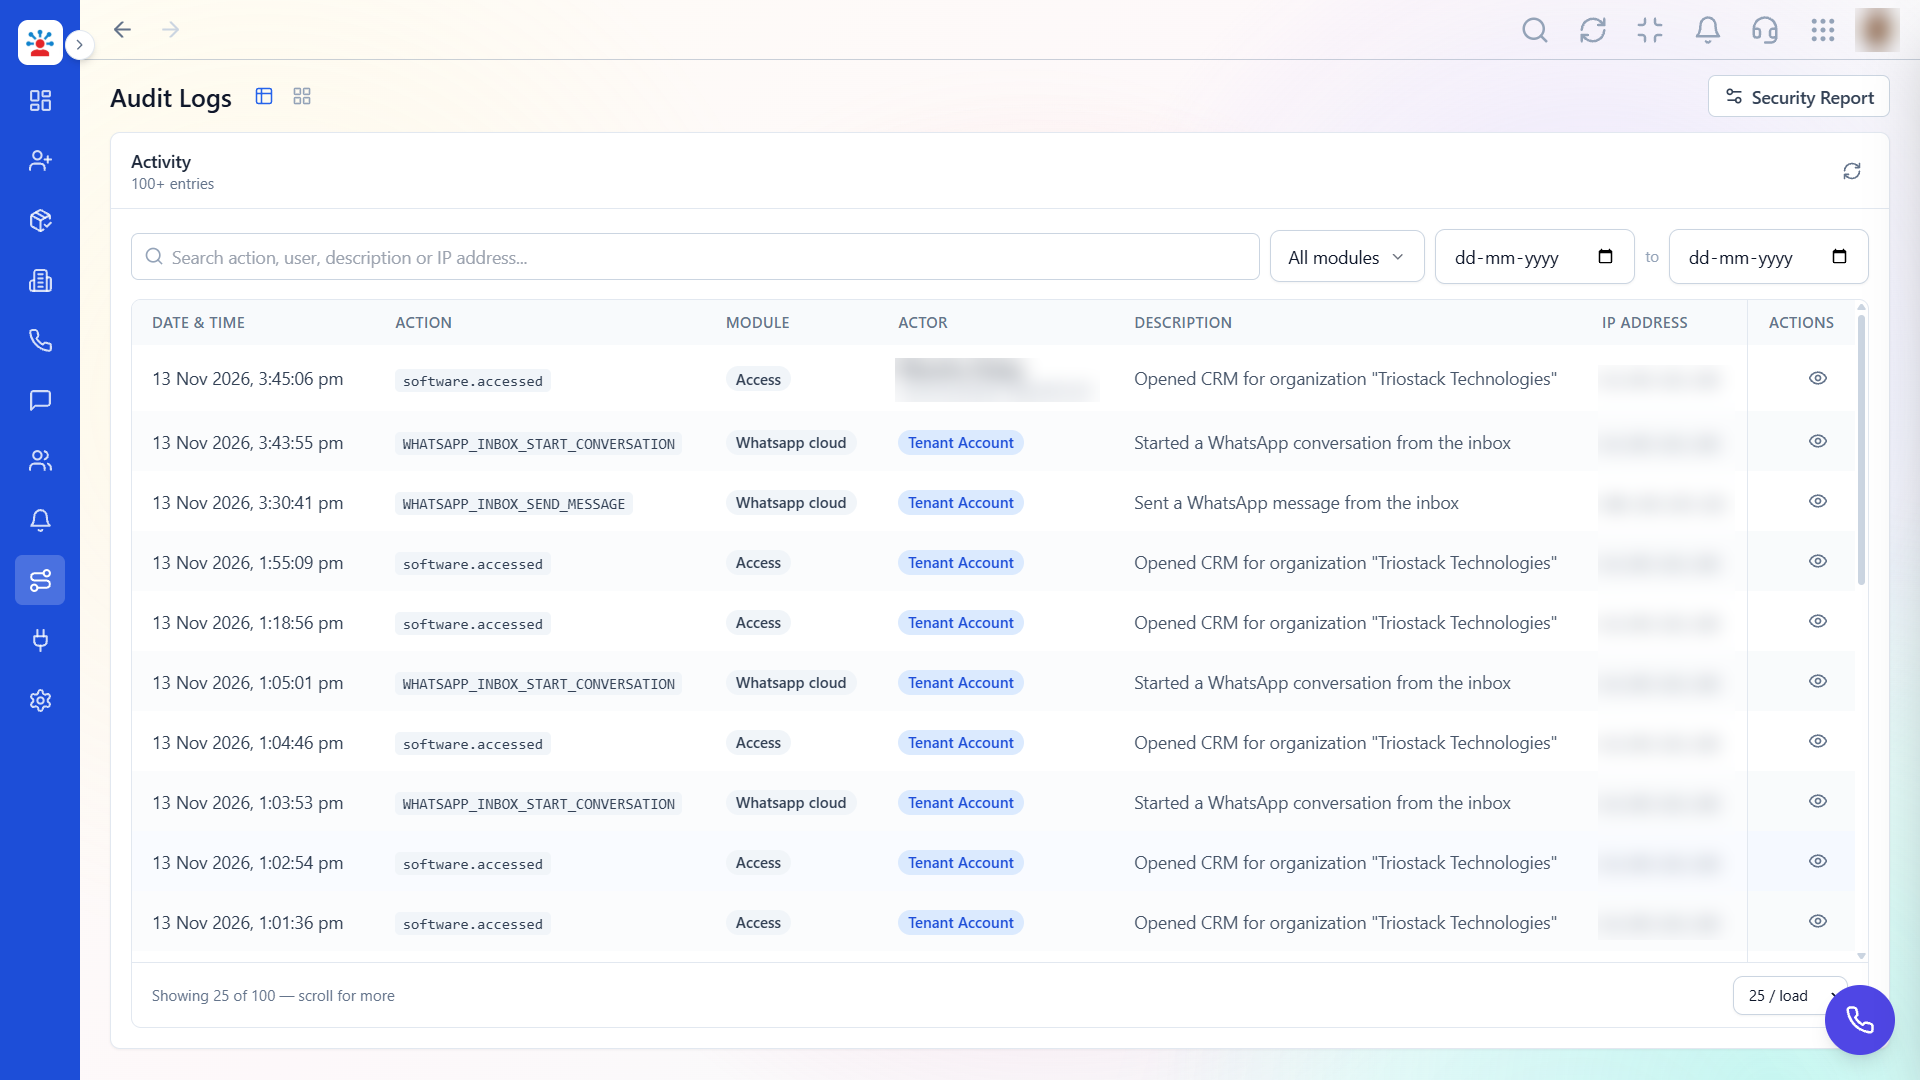 Audit Logs
Security Report
Activity
100+ entries
Search action, user, description or IP address...
All modules
dd-mm-yyyy
to
dd-mm-yyyy
DATE & TIME ACTION MODULE ACTOR DESCRIPTION IP ADDRESS ACTIONS
13 Nov 2026, 3:45:06 pm software.accessed Access Opened CRM for organization "Triostack Technologies"
13 Nov 2026, 3:43:55 pm WHATSAPP_INBOX_START_CONVERSATION Whatsapp cloud Tenant Account Started a WhatsApp conversation from the inbox
13 Nov 2026, 3:30:41 pm WHATSAPP_INBOX_SEND_MESSAGE Whatsapp cloud Tenant Account Sent a WhatsApp message from the inbox
13 Nov 2026, 1:55:09 pm software.accessed Access Tenant Account Opened CRM for organization "Triostack Technologies"
13 Nov 2026, 1:18:56 pm software.accessed Access Tenant Account Opened CRM for organization "Triostack Technologies"
13 Nov 2026, 1:05:01 pm WHATSAPP_INBOX_START_CONVERSATION Whatsapp cloud Tenant Account Started a WhatsApp conversation from the inbox
13 Nov 2026, 1:04:46 pm software.accessed Access Tenant Account Opened CRM for organization "Triostack Technologies"
13 Nov 2026, 1:03:53 pm WHATSAPP_INBOX_START_CONVERSATION Whatsapp cloud Tenant Account Started a WhatsApp conversation from the inbox
13 Nov 2026, 1:02:54 pm software.accessed Access Tenant Account Opened CRM for organization "Triostack Technologies"
13 Nov 2026, 1:01:36 pm software.accessed Access Tenant Account Opened CRM for organization "Triostack Technologies"
Showing 25 of 100 — scroll for more
25 / load